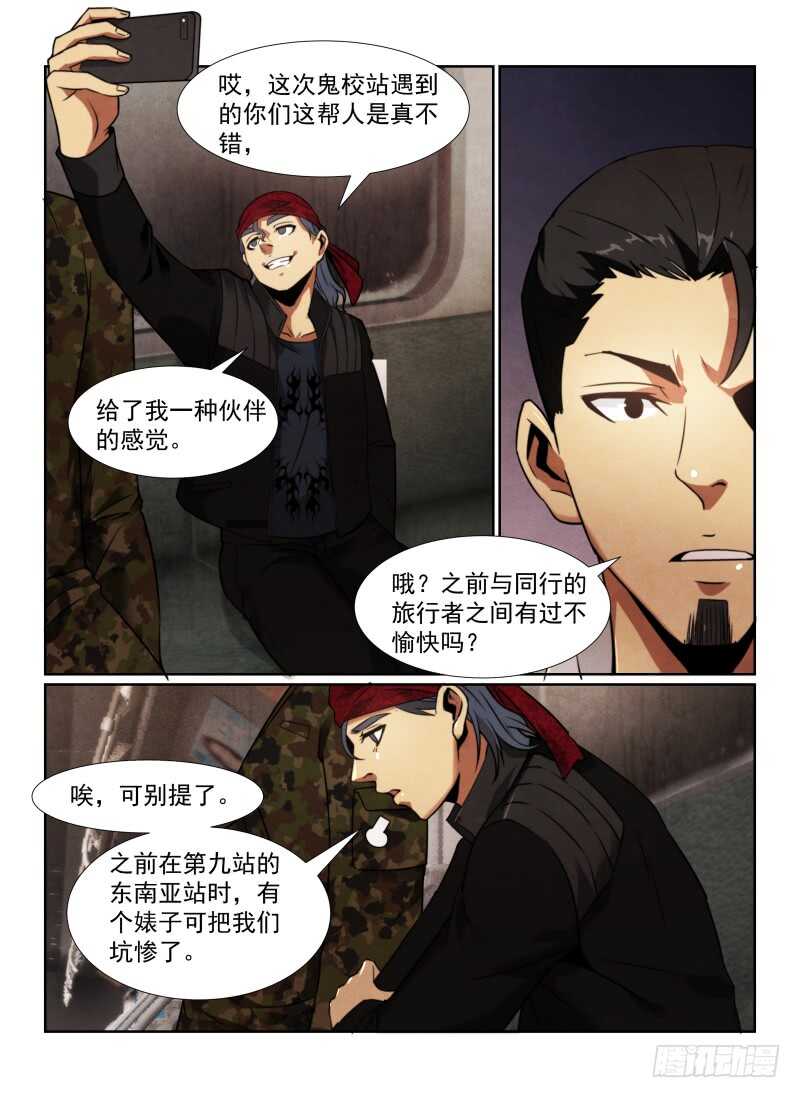 哎，这次鬼校站遇到
的你们这帮人是真不
错，
给了我一种伙伴
的感觉。
哦？之前与同行的
旅行者之间有过不
愉快吗？
唉，可别提了。
之前在第九站的
东南亚站时，有
个婊子可把我们
坑惨了。
腾讯动漫